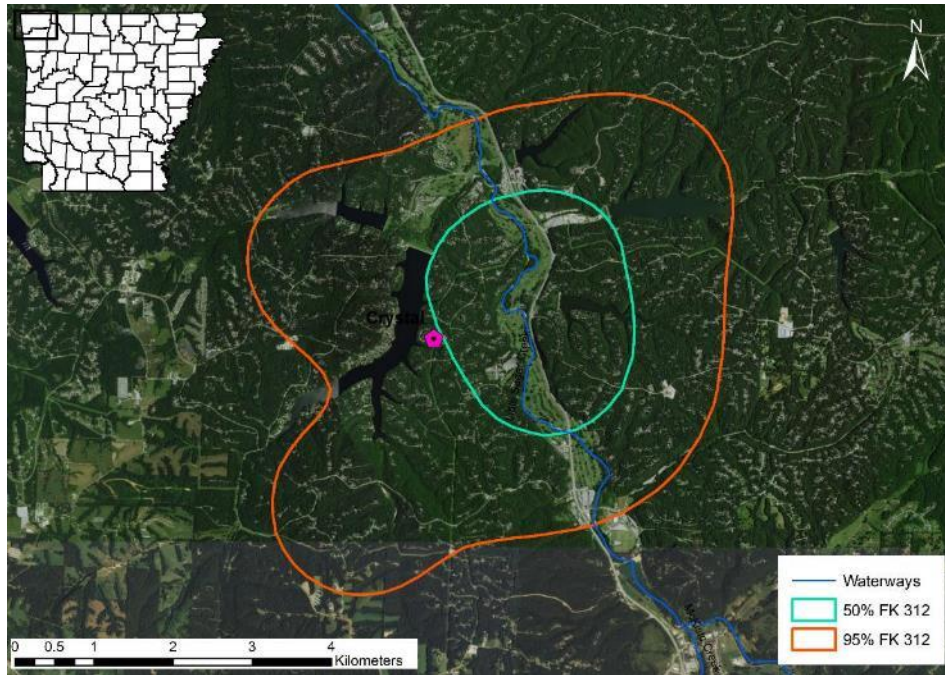 N
Crystal
Waterways
50% FK 312
95% FK 312
0 0.5 1 2 3 4
Kilometers